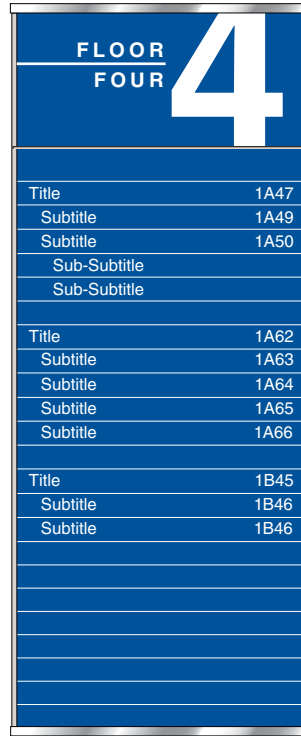 FLOOR
FOUR
4
Title 1A47
Subtitle 1A49
Subtitle 1A50
Sub-Subtitle
Sub-Subtitle
Title 1A62
Subtitle 1A63
Subtitle 1A64
Subtitle 1A65
Subtitle 1A66
Title 1B45
Subtitle 1B46
Subtitle 1B46